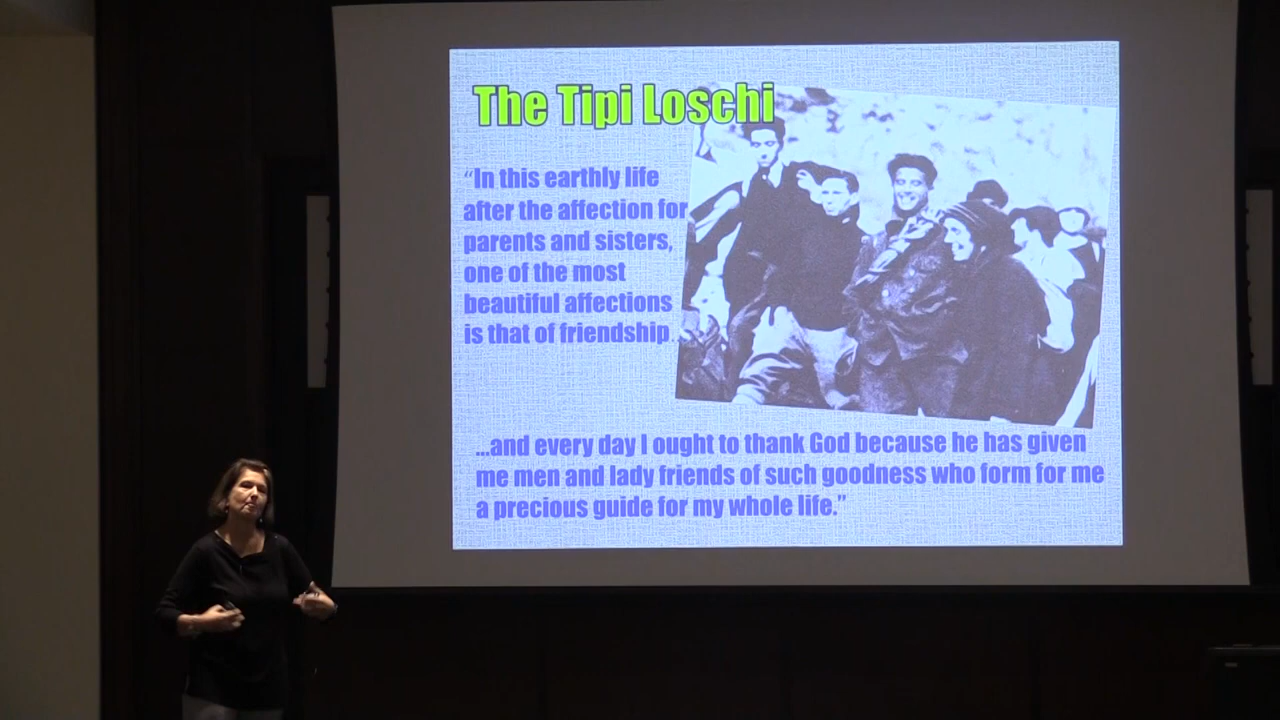 The Tipi Loschi
“In this earthly life
after the affection for
parents and sisters,
one of the most
beautiful affections
is that of friendship.
...and every day I ought to thank God because he has given
me men and lady friends of such goodness who form for me
a precious guide for my whole life.”